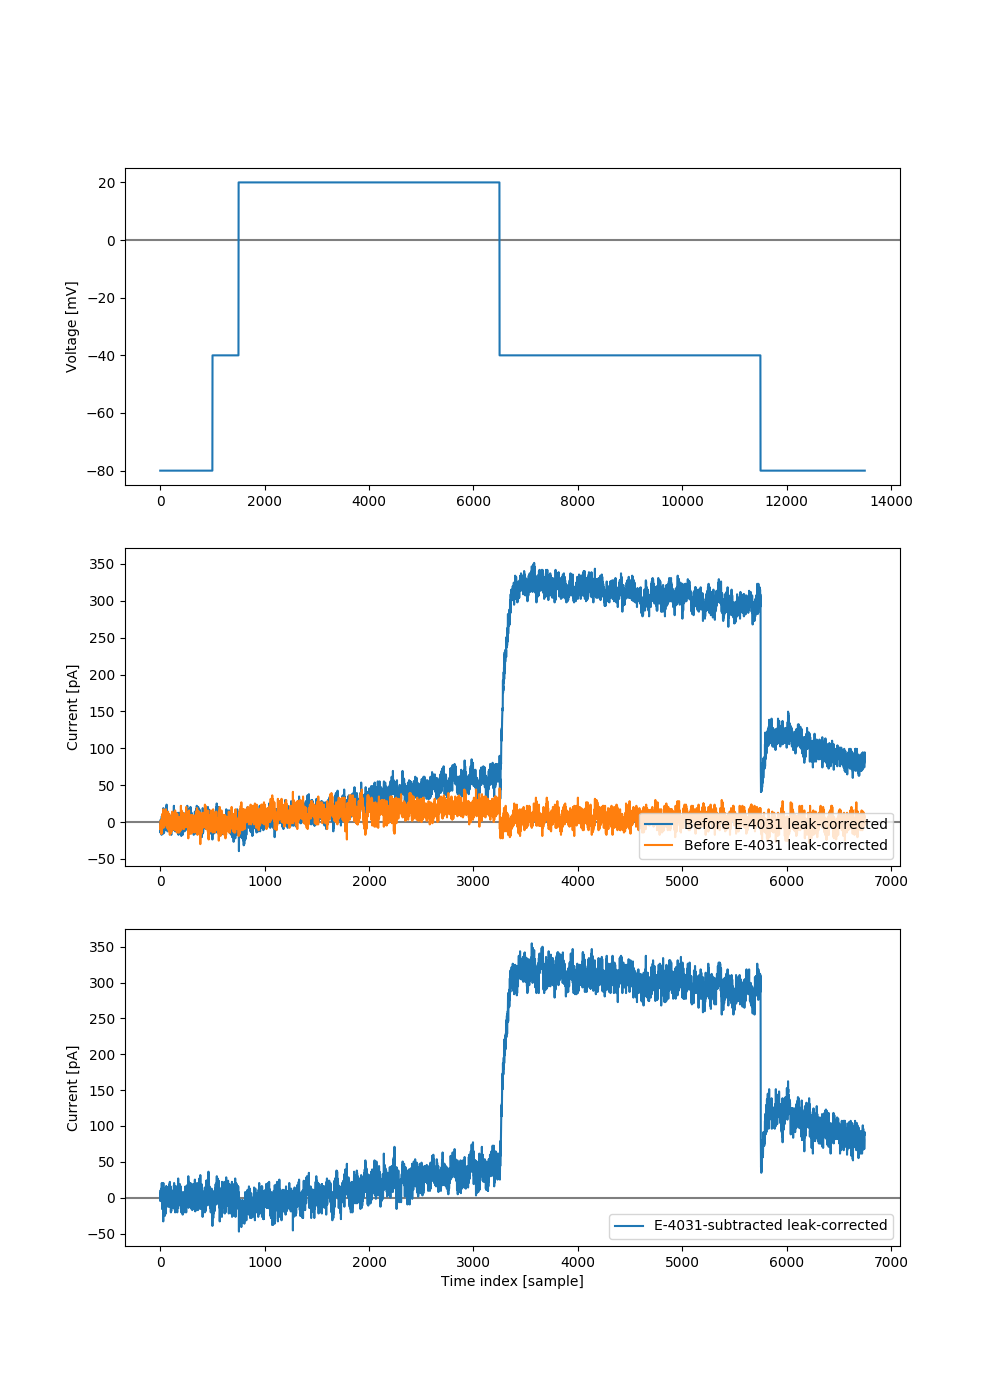 20
0
−20
−40
−60
−80
Voltage [mV]
0 2000 4000 6000 8000 10000 12000 14000
350
300
250
200
150
100
50
0
−50
Current [pA]
Before E-4031 leak-corrected
Before E-4031 leak-corrected
0 1000 2000 3000 4000 5000 6000 7000
350
300
250
200
150
100
50
0
−50
Current [pA]
E-4031-subtracted leak-corrected
0 1000 2000 3000 4000 5000 6000 7000
Time index [sample]